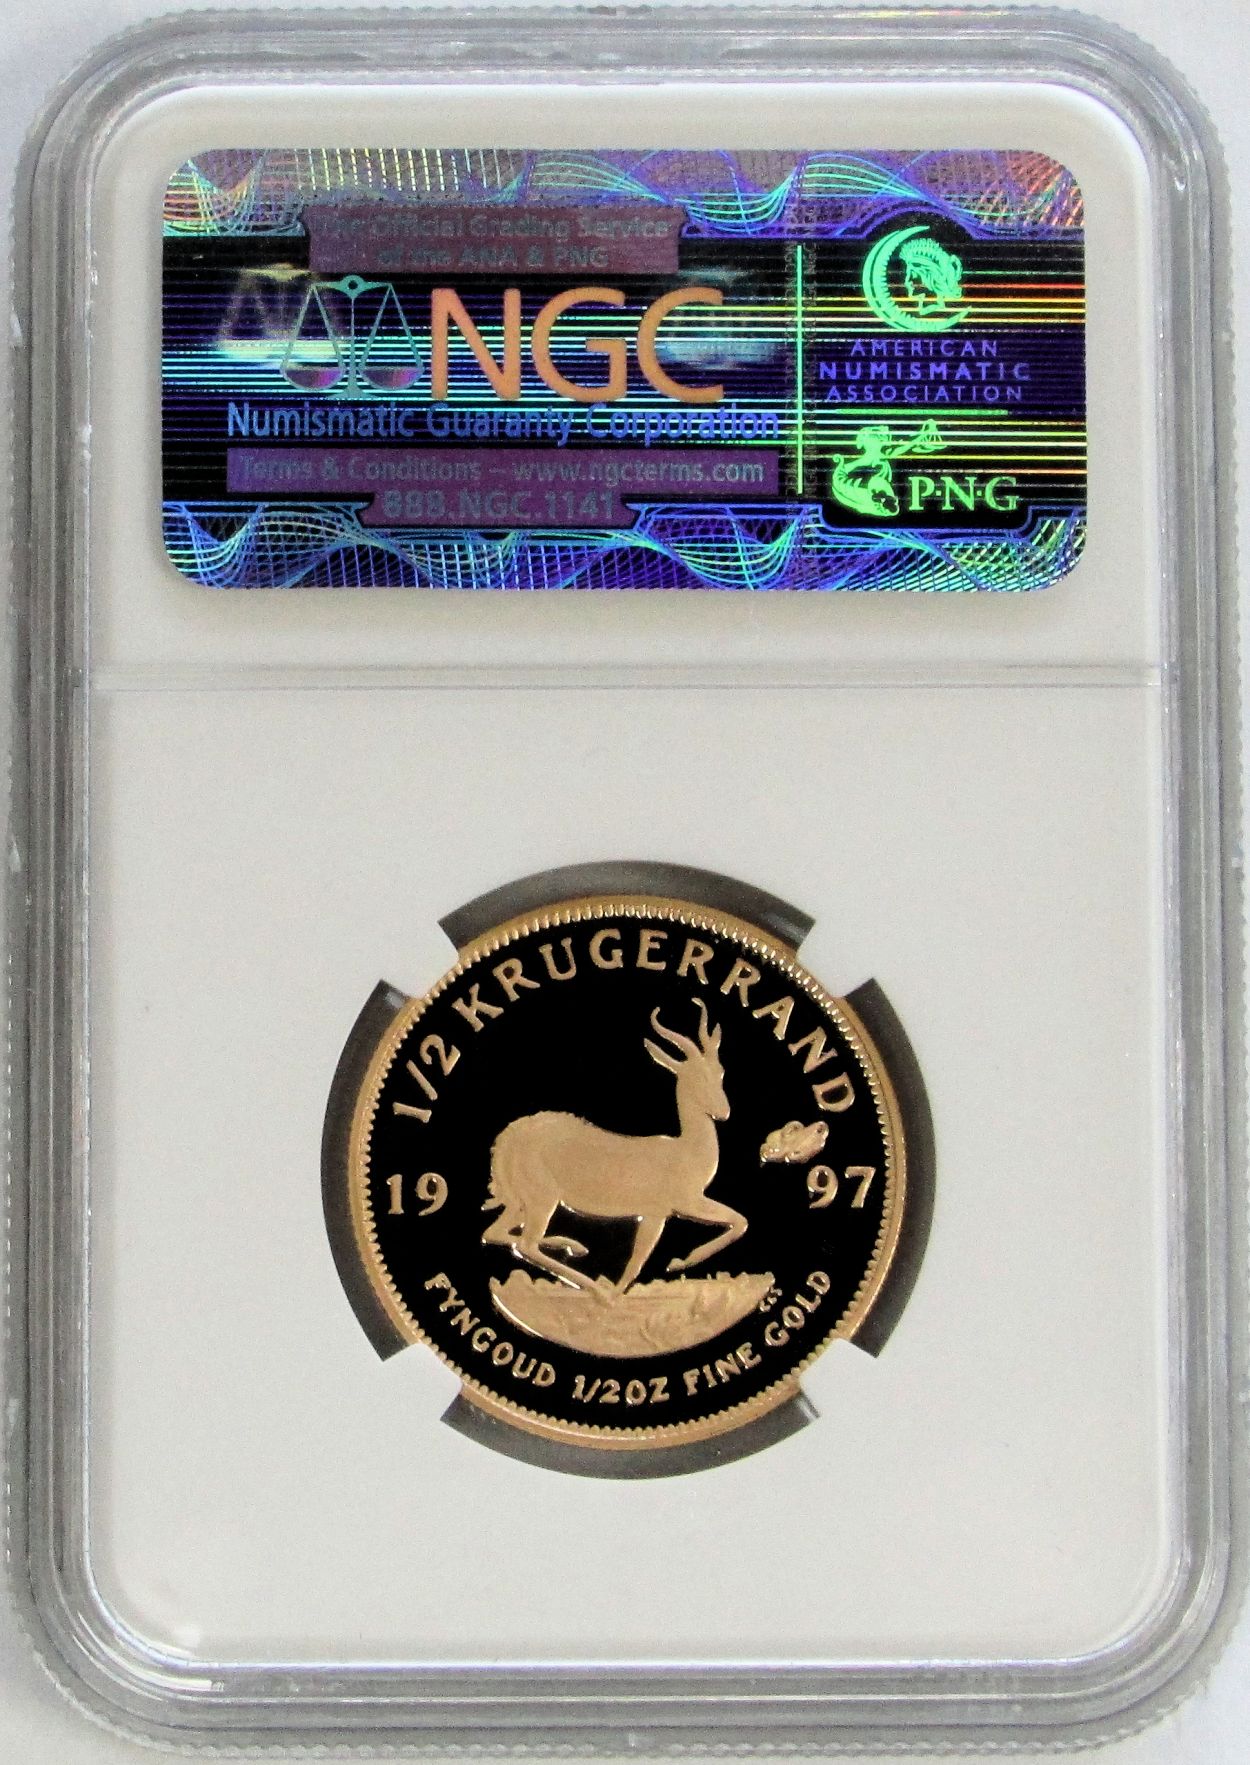 The Official Grading Service
of the ANA & PNG
NGC
Numismatic Guaranty Corporation
Terms & Conditions – www.ngcterms.com
888.NGC.1141
AMERICAN
NUMISMATIC
ASSOCIATION
P·N·G
1/2 KRUGERRAND
19 97
FYNGOUD 1/2OZ FINE GOLD
CLS